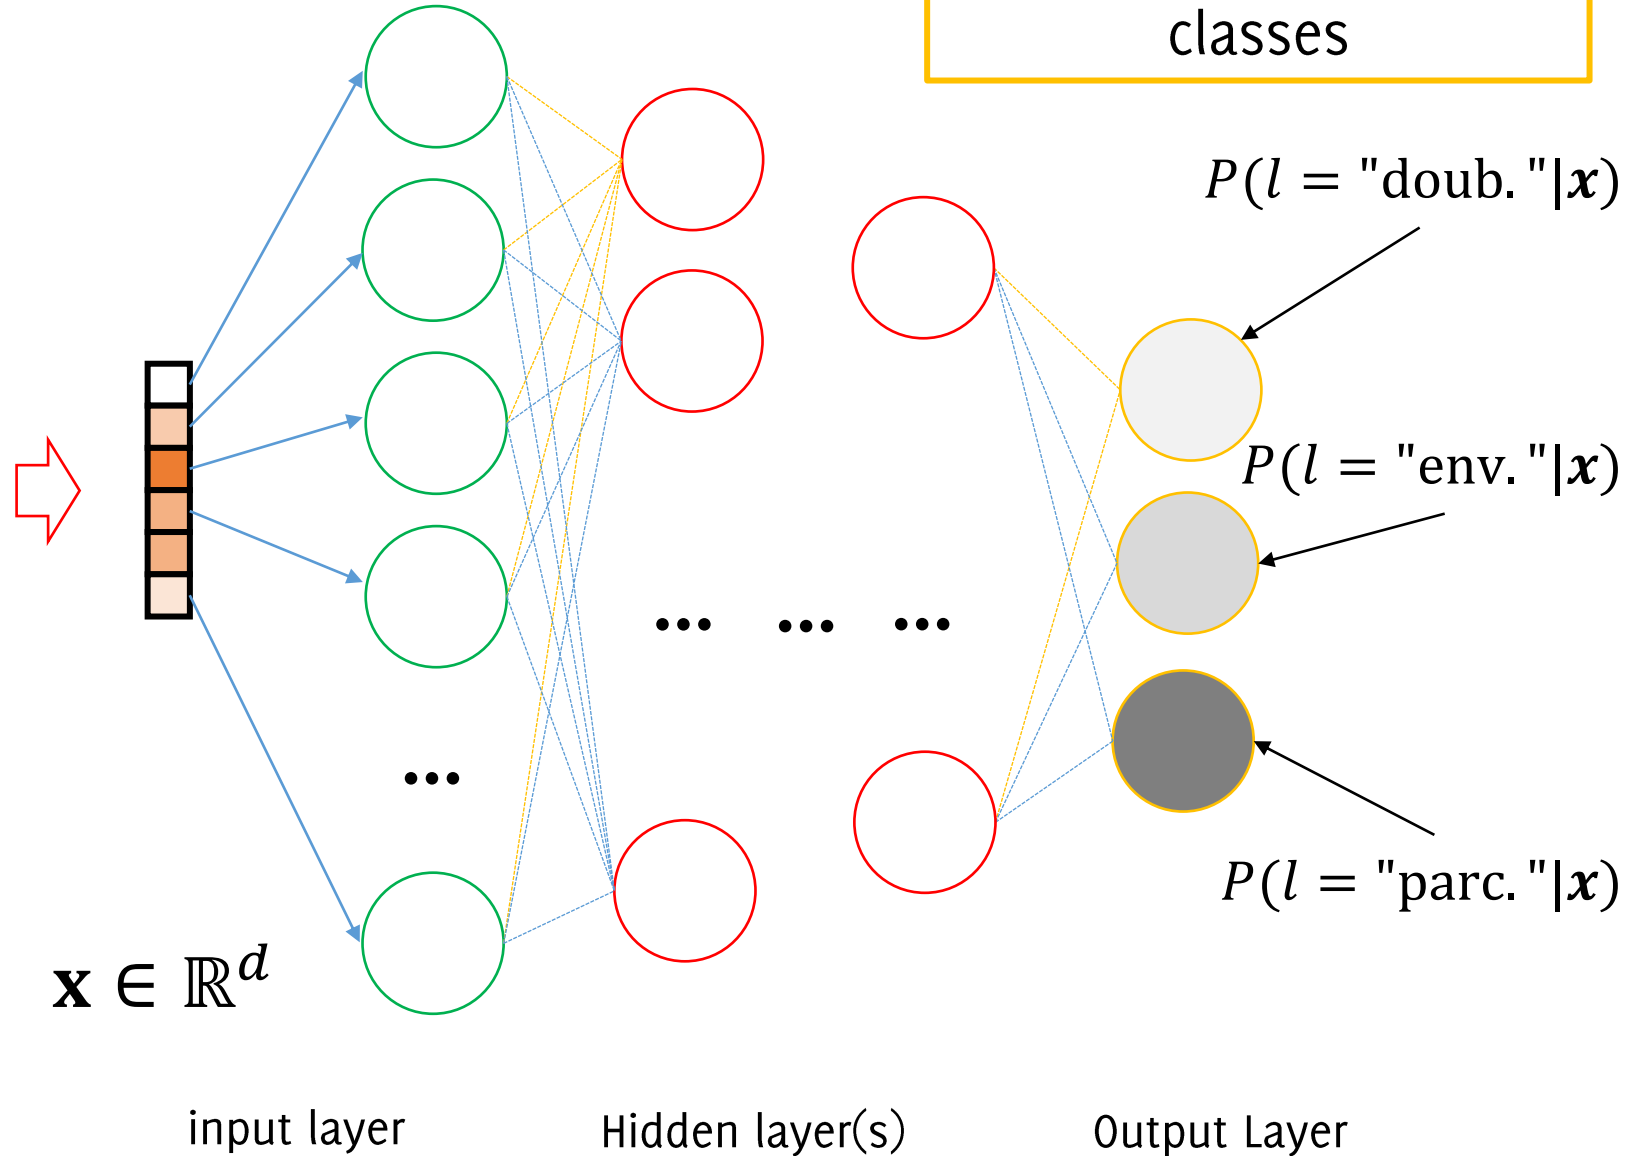 classes
P(l = "doub. "|x)
P(l = "env. "|x)
...
... ... ...
P(l = "parc. "|x)
x ∈ ℝ^d
input layer
Hidden layer(s)
Output Layer